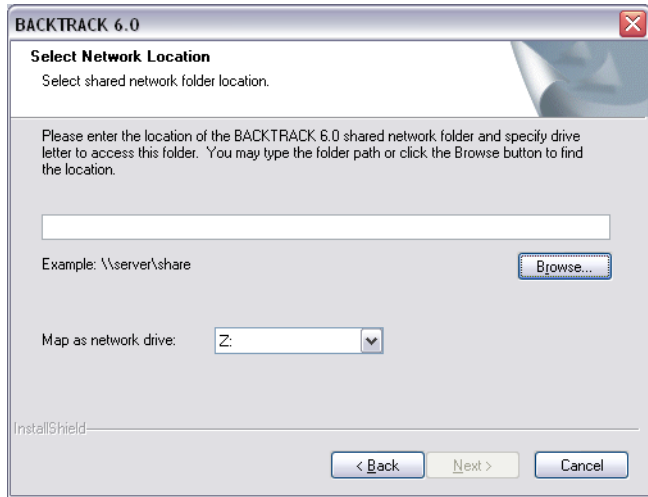 BACKTRACK 6.0
Select Network Location
Select shared network folder location.
Please enter the location of the BACKTRACK 6.0 shared network folder and specify drive
letter to access this folder. You may type the folder path or click the Browse button to find
the location.
Example: \\server\share
Browse...
Map as network drive:
Z:
InstallShield
< Back
Next >
Cancel